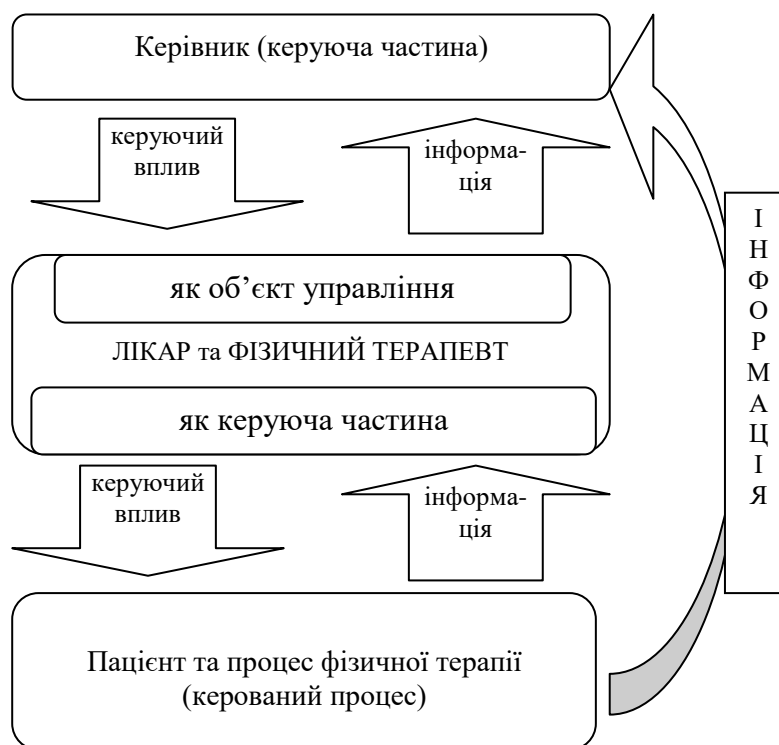 Керівник (керуюча частина)
керуючий
вплив
інформа-
ція
як об’єкт управління
ЛІКАР та ФІЗИЧНИЙ ТЕРАПЕВТ
як керуюча частина
керуючий
вплив
інформа-
ція
Пацієнт та процес фізичної терапії
(керований процес)
І
Н
Ф
О
Р
М
А
Ц
І
Я